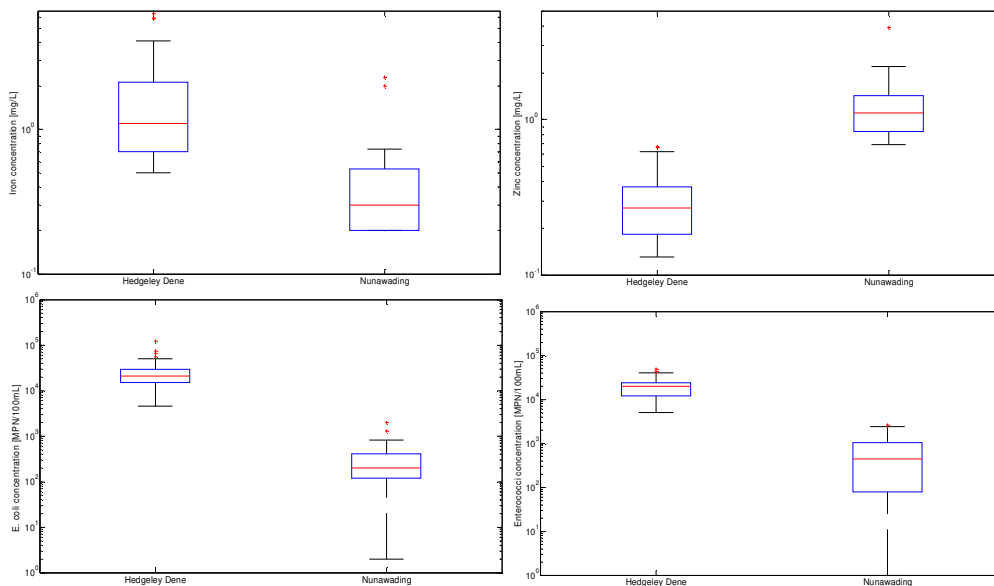 Iron concentration [mg/L]
10^0
10^-1
Hedgeley Dene
Nunawading
Zinc concentration [mg/L]
10^0
10^-1
Hedgeley Dene
Nunawading
E. coli concentration [MPN/100mL]
10^6
10^5
10^4
10^3
10^2
10^1
10^0
Hedgeley Dene
Nunawading
Enterococci concentration [MPN/100mL]
10^6
10^5
10^4
10^3
10^2
10^1
10^0
Hedgeley Dene
Nunawading